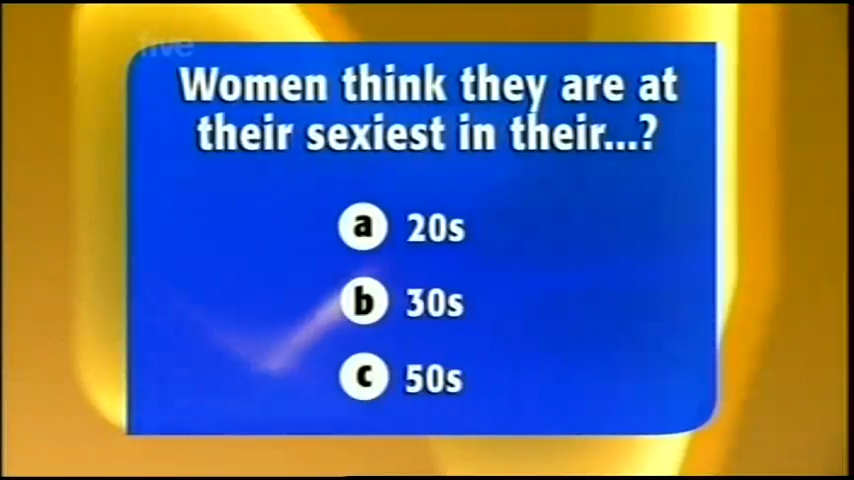 five
Women think they are at
their sexiest in their...?
a 20s
b 30s
c 50s